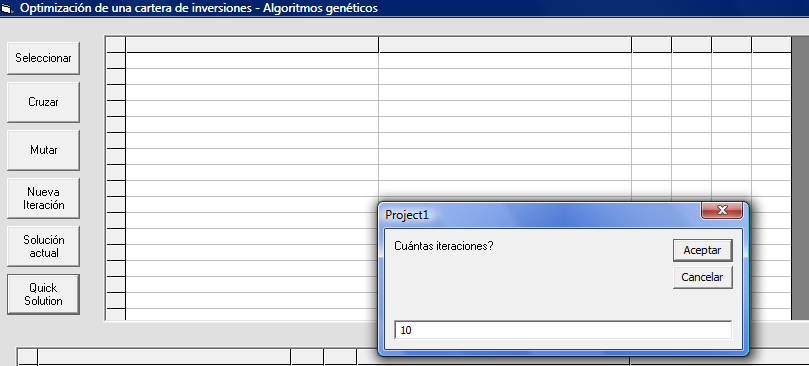 Optimización de una cartera de inversiones - Algoritmos genéticos
Seleccionar
Cruzar
Mutar
Nueva
Iteración
Solución
actual
Quick
Solution
Project1
Cuántas iteraciones?
Aceptar
Cancelar
10